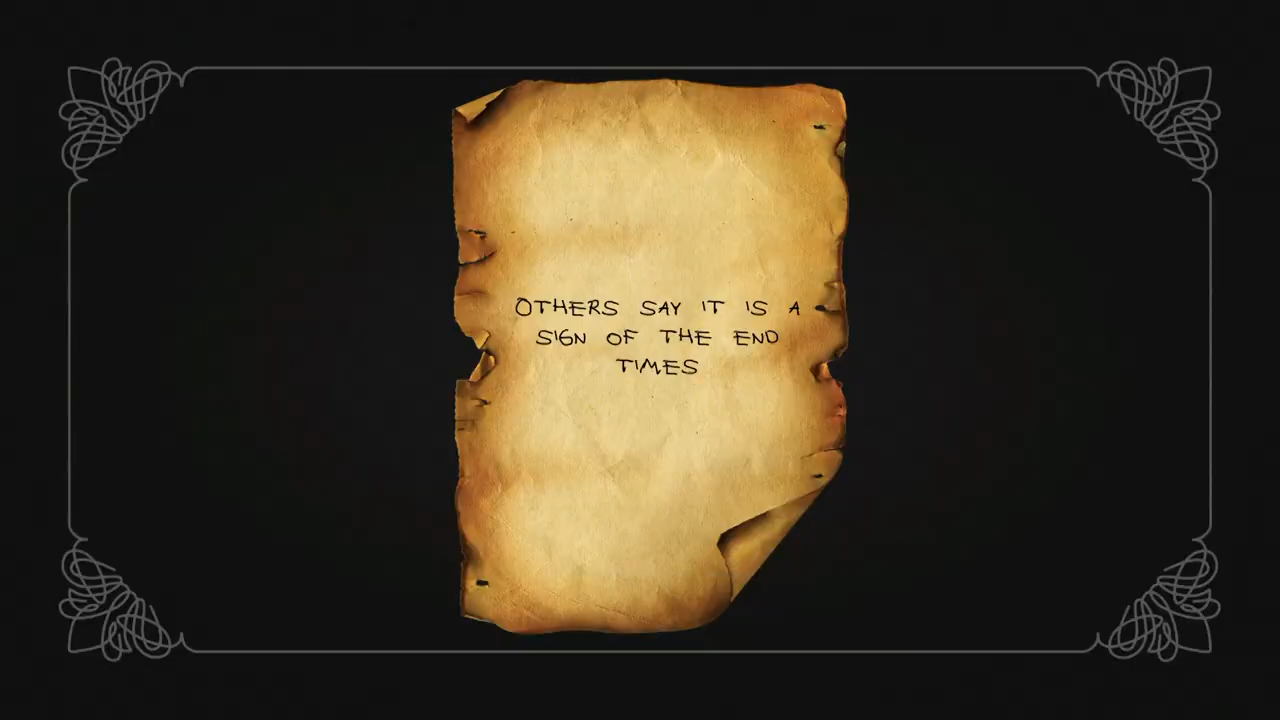 OTHERS SAY IT IS A
SIGN OF THE END
TIMES